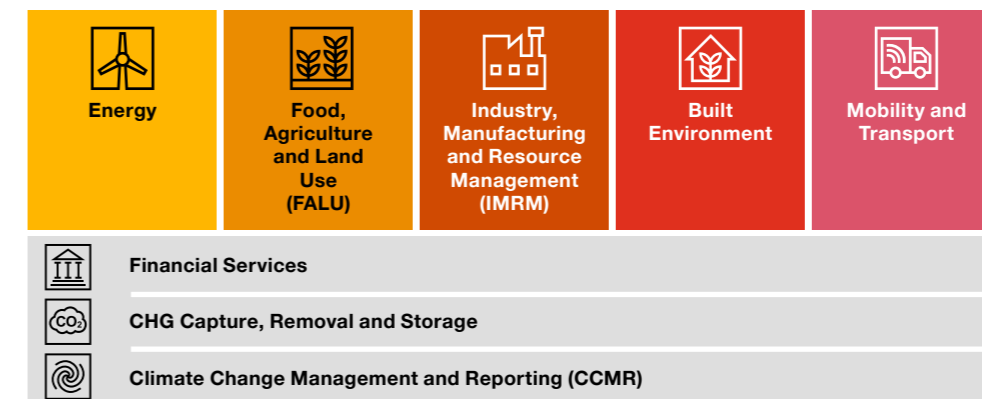 Energy
Food,
Agriculture
and Land
Use
(FALU)
Industry,
Manufacturing
and Resource
Management
(IMRM)
Built
Environment
Mobility and
Transport
Financial Services
CO₂
CHG Capture, Removal and Storage
Climate Change Management and Reporting (CCMR)